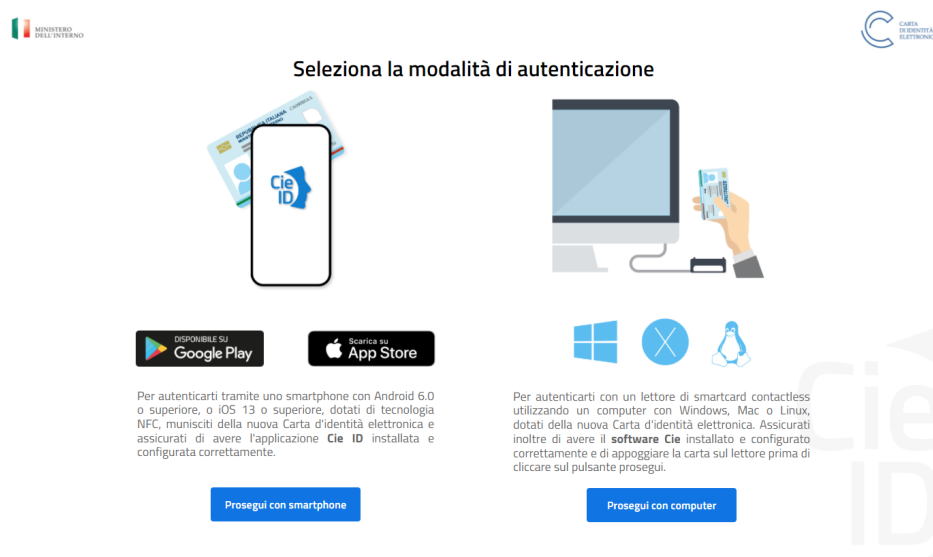 MINISTERO
DELL'INTERNO
CARTA
DI IDENTITÀ
ELETTRONIC
Seleziona la modalità di autenticazione
REPUBBLICA ITALIANA
Cie
ID
DISPONIBILE SU
Google Play
Scarica su
App Store
Per autenticarti tramite uno smartphone con Android 6.0
o superiore, o iOS 13 o superiore, dotati di tecnologia
NFC, munisciti della nuova Carta d'identità elettronica e
assicurati di avere l'applicazione Cie ID installata e
configurata correttamente.
Prosegui con smartphone
Per autenticarti con un lettore di smartcard contactless
utilizzando un computer con Windows, Mac o Linux,
dotati della nuova Carta d'identità elettronica. Assicurati
inoltre di avere il software Cie installato e configurato
correttamente e di appoggiare la carta sul lettore prima di
cliccare sul pulsante prosegui.
Prosegui con computer
Cie
ID